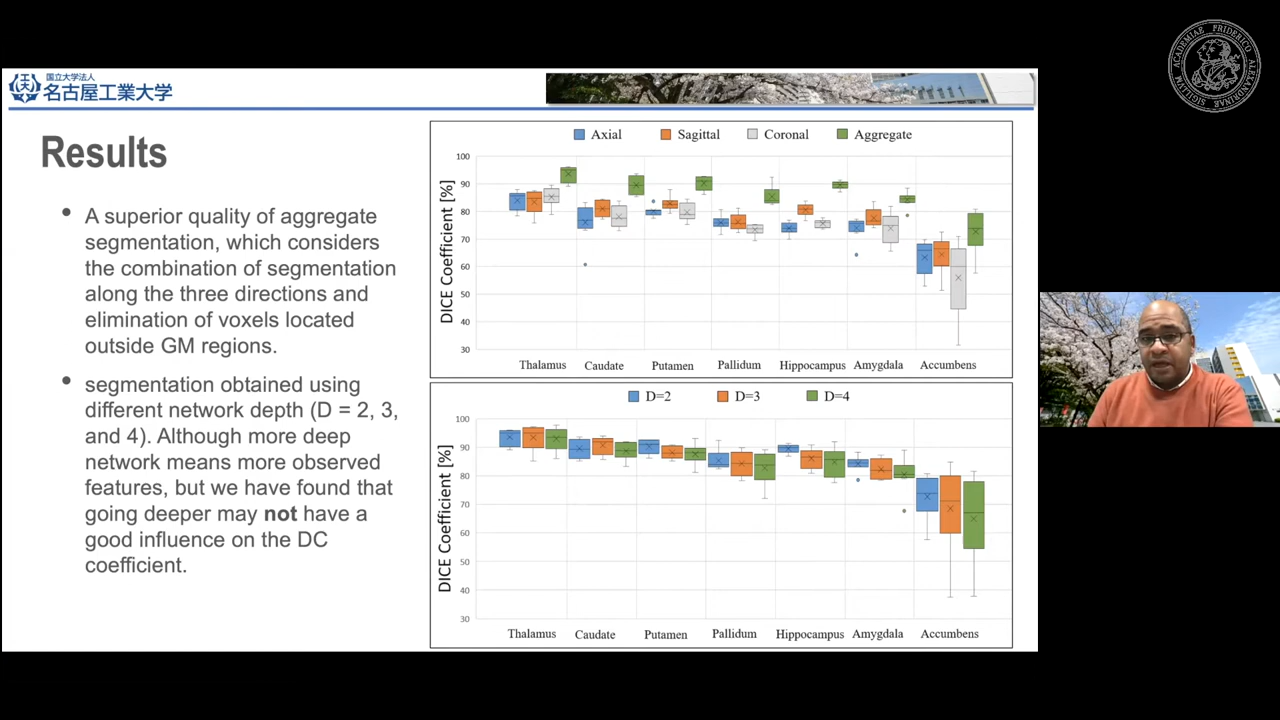 国立大学法人
名古屋工業大学
Results
• A superior quality of aggregate
segmentation, which considers
the combination of segmentation
along the three directions and
elimination of voxels located
outside GM regions.
• segmentation obtained using
different network depth (D = 2, 3,
and 4). Although more deep
network means more observed
features, but we have found that
going deeper may not have a
good influence on the DC
coefficient.
Axial Sagittal Coronal Aggregate
DICE Coefficient [%]
100
90
80
70
60
50
40
30
Thalamus Caudate Putamen Pallidum Hippocampus Amygdala Accumbens
D=2 D=3 D=4
DICE Coefficient [%]
100
90
80
70
60
50
40
30
Thalamus Caudate Putamen Pallidum Hippocampus Amygdala Accumbens
SIGILLUM ACADEMIAE FRIDERICO ALEXANDRINAE